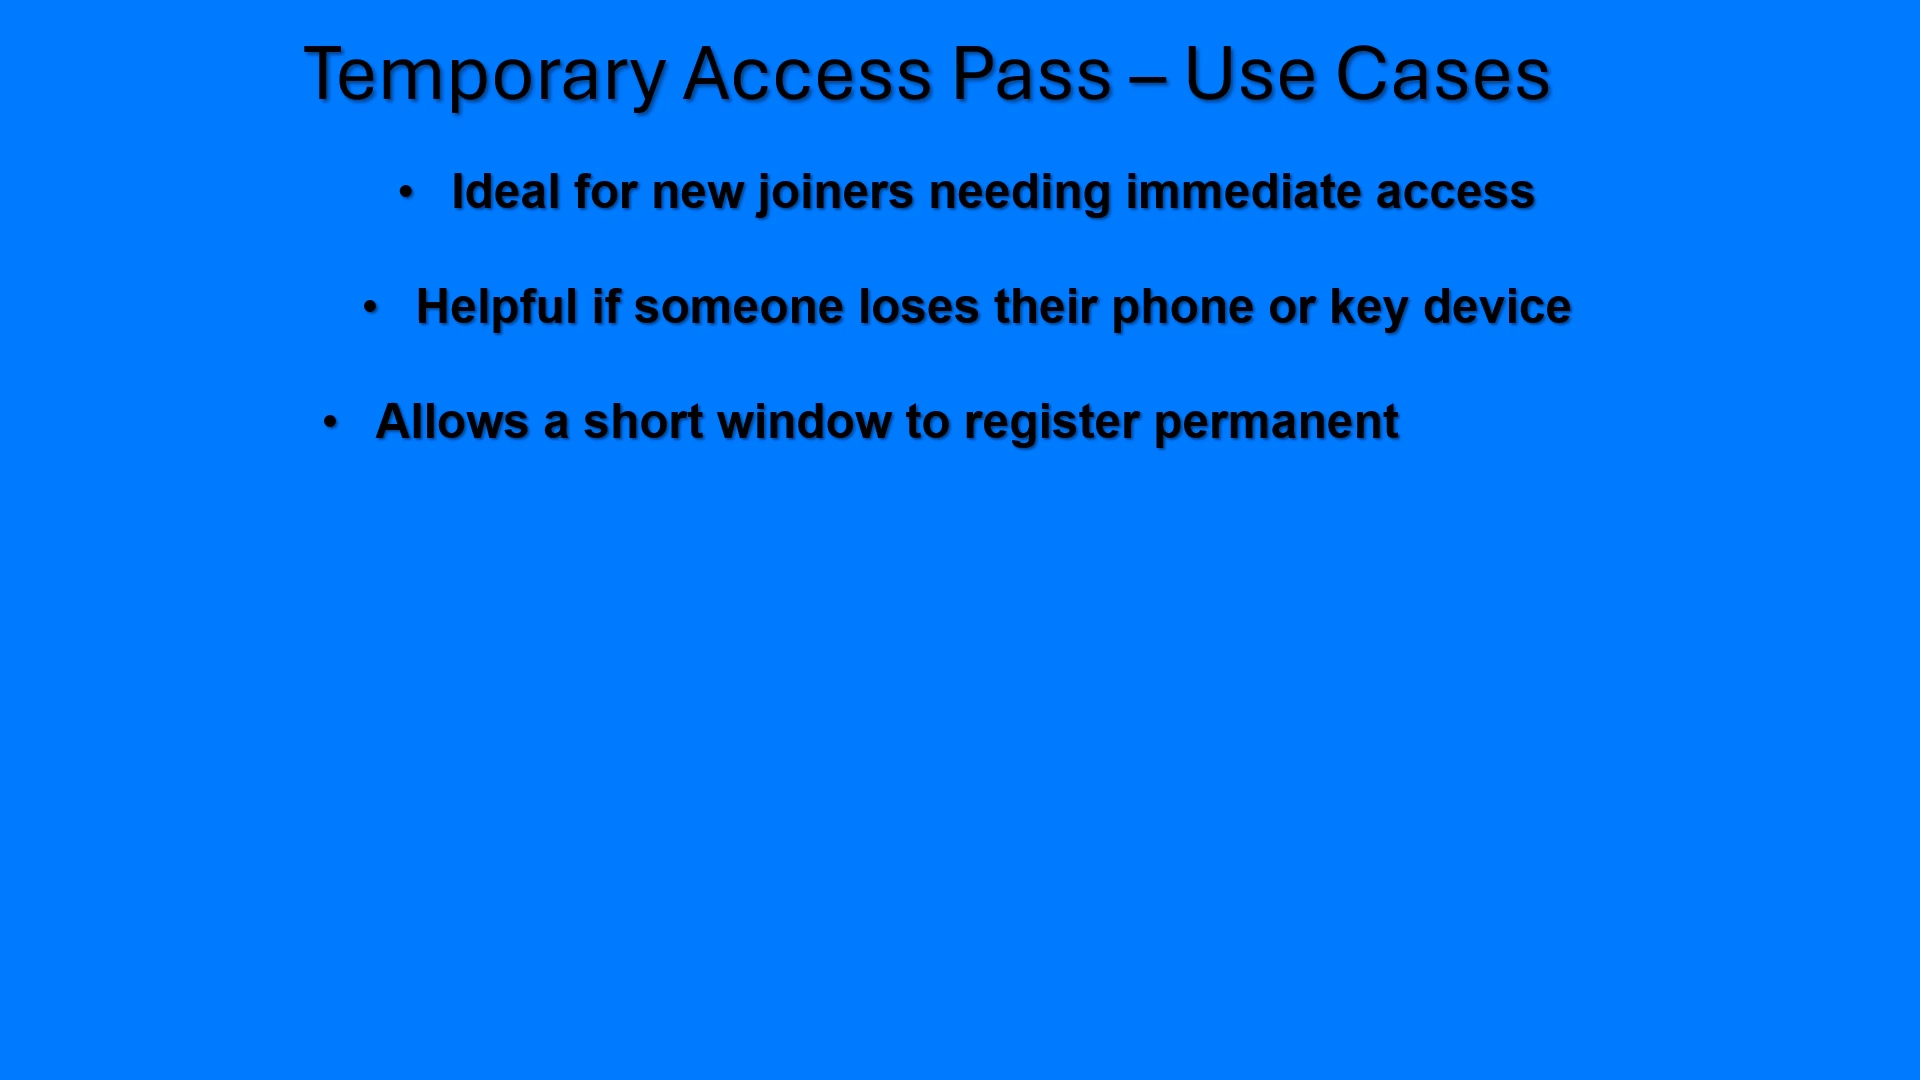 Temporary Access Pass – Use Cases
• Ideal for new joiners needing immediate access
• Helpful if someone loses their phone or key device
• Allows a short window to register permanent